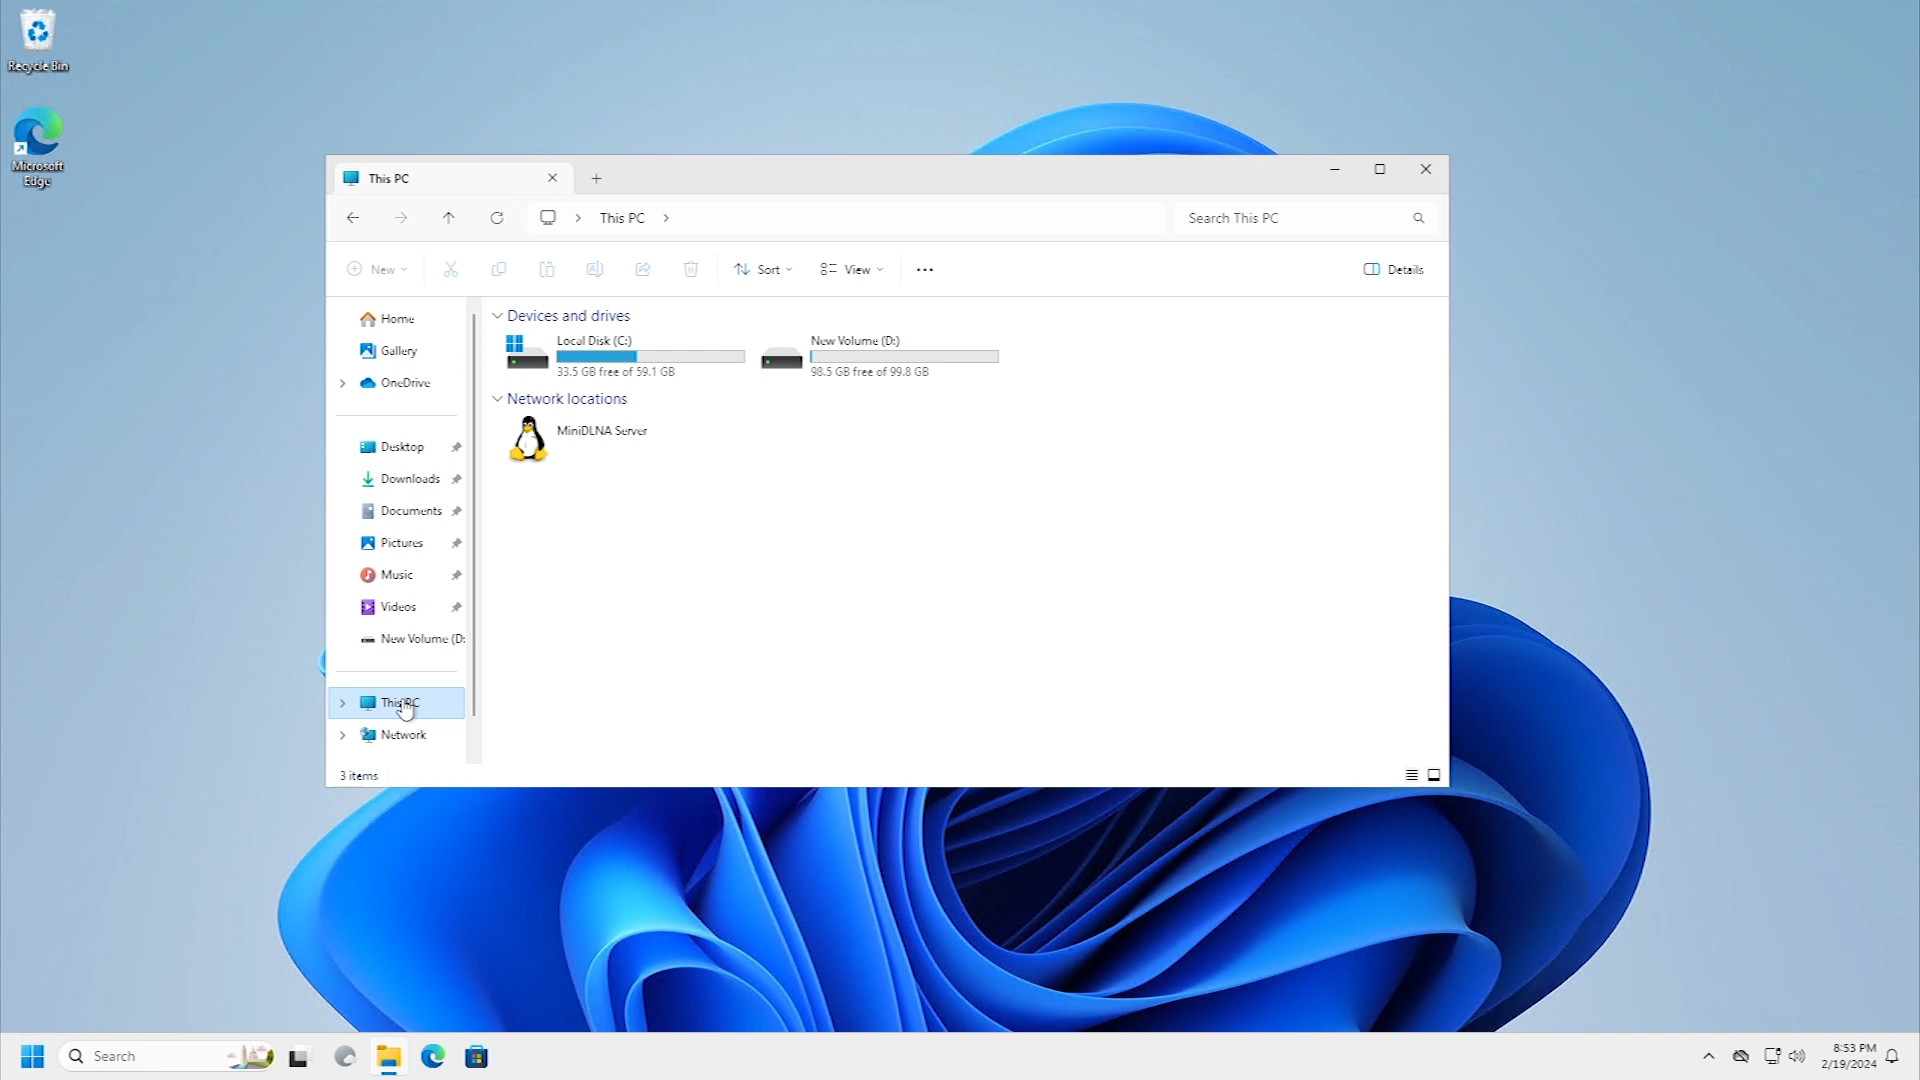 Recycle Bin
Microsoft
Edge
This PC
This PC
Search This PC
New
Sort
View
Details
Home
Gallery
OneDrive
Desktop
Downloads
Documents
Pictures
Music
Videos
New Volume (D:
This PC
Network
Devices and drives
Local Disk (C:)
33.5 GB free of 59.1 GB
New Volume (D:)
98.5 GB free of 99.8 GB
Network locations
MiniDLNA Server
3 items
Search
8:53 PM
2/19/2024